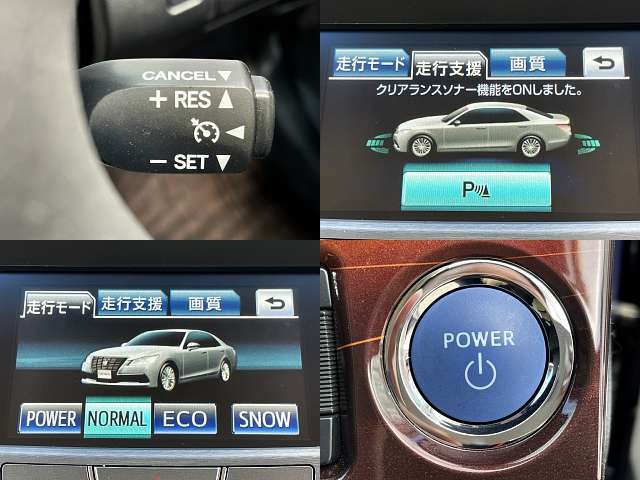 CANCEL▼
+ RES ▲
◀
− SET ▼
走行モード 走行支援 画質
クリアランスソナー機能をONしました。
P
走行モード 走行支援 画質
POWER NORMAL ECO SNOW
POWER